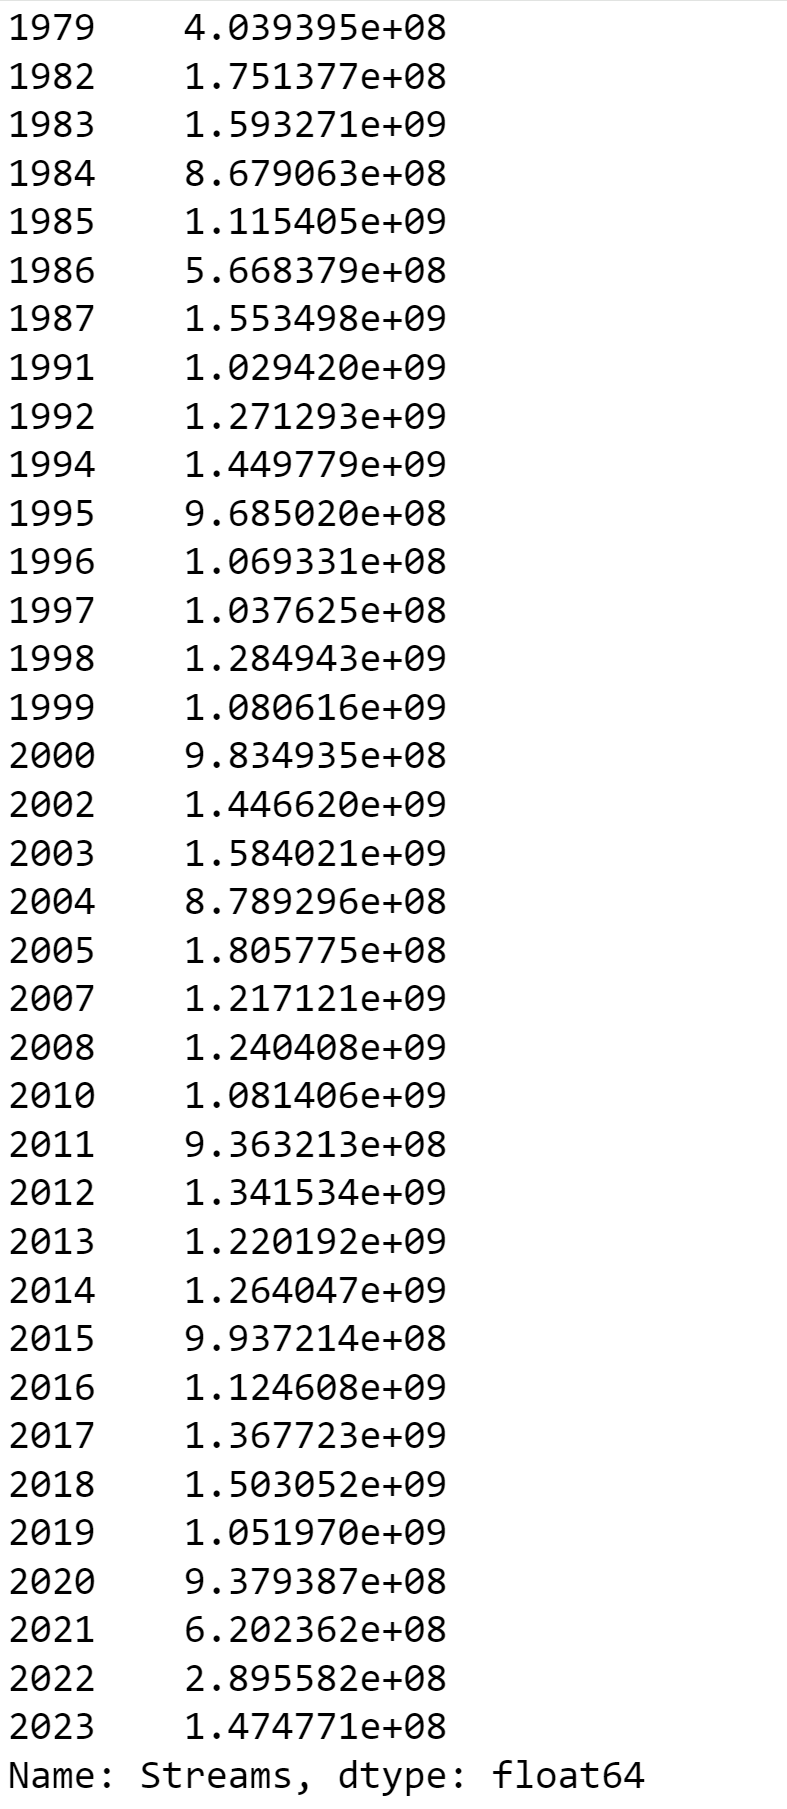 1979    4.039395e+08
1982    1.751377e+08
1983    1.593271e+09
1984    8.679063e+08
1985    1.115405e+09
1986    5.668379e+08
1987    1.553498e+09
1991    1.029420e+09
1992    1.271293e+09
1994    1.449779e+09
1995    9.685020e+08
1996    1.069331e+08
1997    1.037625e+08
1998    1.284943e+09
1999    1.080616e+09
2000    9.834935e+08
2002    1.446620e+09
2003    1.584021e+09
2004    8.789296e+08
2005    1.805775e+08
2007    1.217121e+09
2008    1.240408e+09
2010    1.081406e+09
2011    9.363213e+08
2012    1.341534e+09
2013    1.220192e+09
2014    1.264047e+09
2015    9.937214e+08
2016    1.124608e+09
2017    1.367723e+09
2018    1.503052e+09
2019    1.051970e+09
2020    9.379387e+08
2021    6.202362e+08
2022    2.895582e+08
2023    1.474771e+08
Name: Streams, dtype: float64